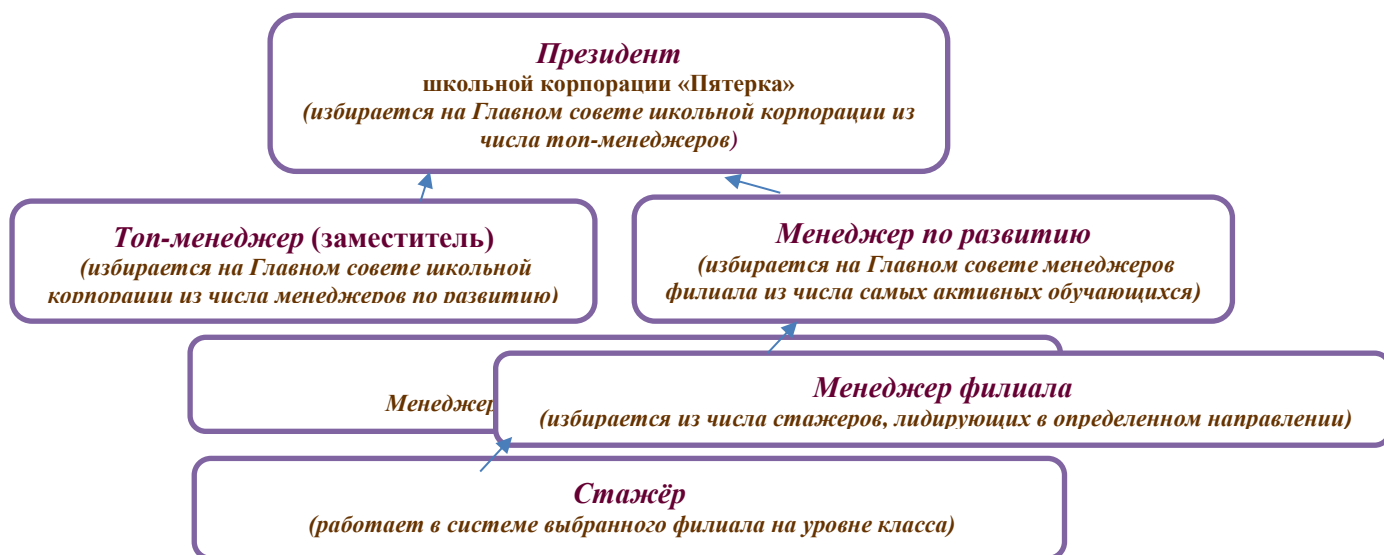 Президент
школьной корпорации «Пятерка»
(избирается на Главном совете школьной корпорации из
числа топ-менеджеров)
Топ-менеджер (заместитель)
(избирается на Главном совете школьной
корпорации из числа менеджеров по развитию)
Менеджер по развитию
(избирается на Главном совете менеджеров
филиала из числа самых активных обучающихся)
Менеджер
Менеджер филиала
(избирается из числа стажеров, лидирующих в определенном направлении)
Стажёр
(работает в системе выбранного филиала на уровне класса)